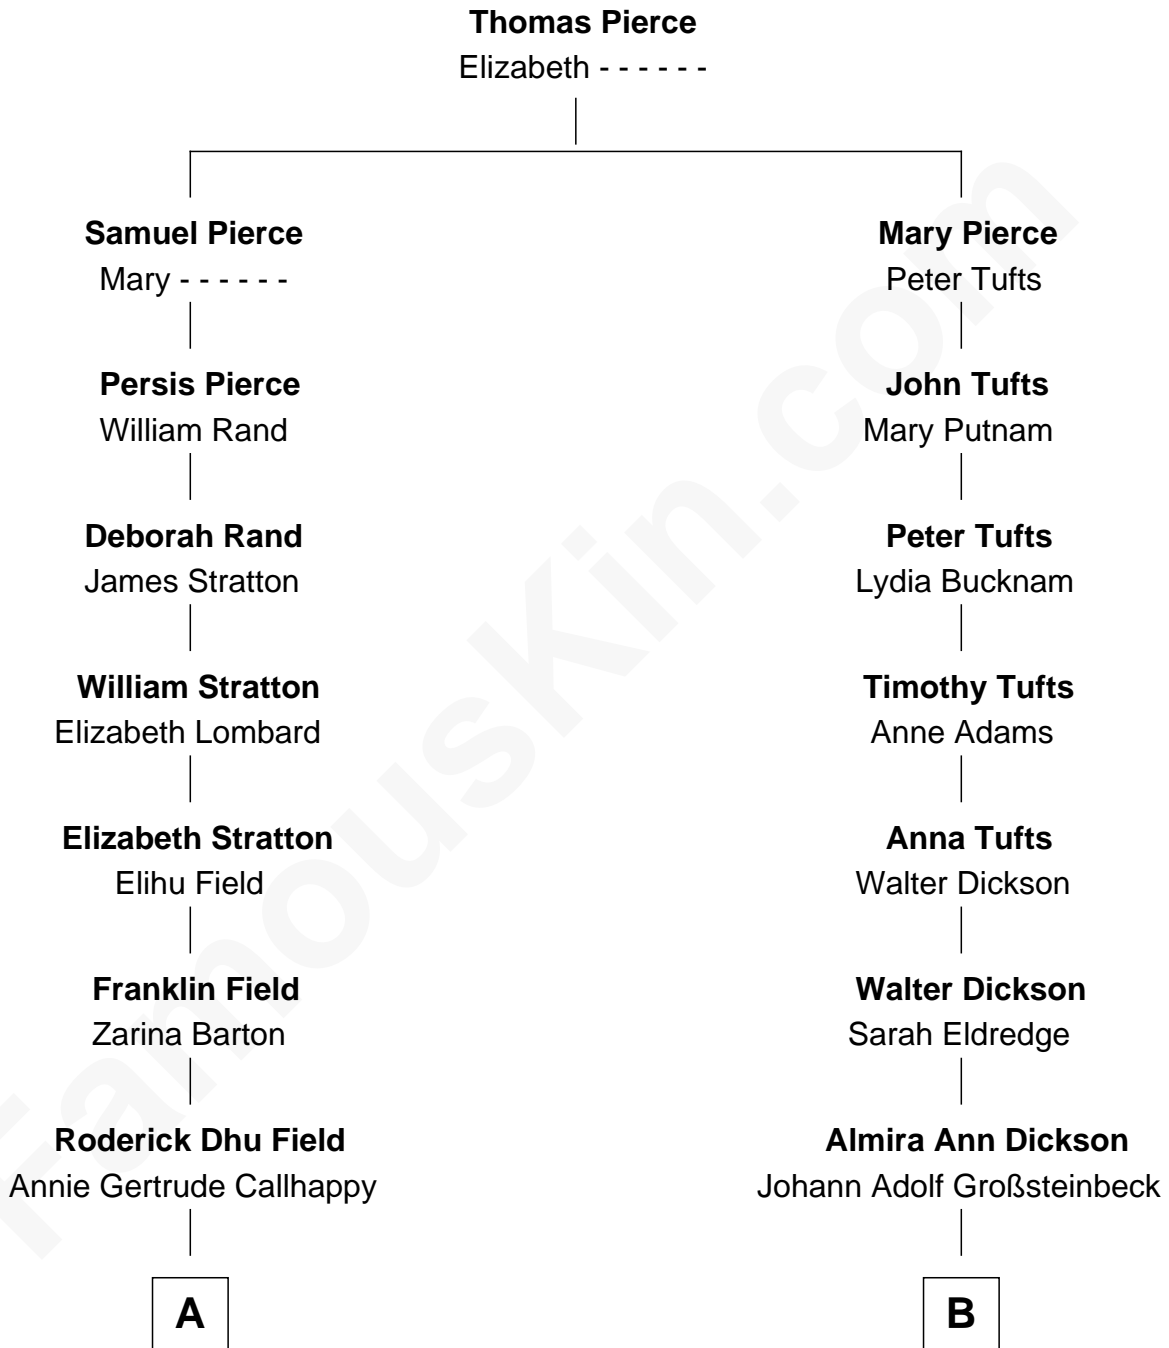 Thomas Pierce
Elizabeth - - - - - -
Samuel Pierce
Mary - - - - - -
Persis Pierce
William Rand
Deborah Rand
James Stratton
William Stratton
Elizabeth Lombard
Elizabeth Stratton
Elihu Field
Franklin Field
Zarina Barton
Roderick Dhu Field
Annie Gertrude Callhappy
A
Mary Pierce
Peter Tufts
John Tufts
Mary Putnam
Peter Tufts
Lydia Bucknam
Timothy Tufts
Anne Adams
Anna Tufts
Walter Dickson
Walter Dickson
Sarah Eldredge
Almira Ann Dickson
Johann Adolf Großsteinbeck
B
FamousKin.com